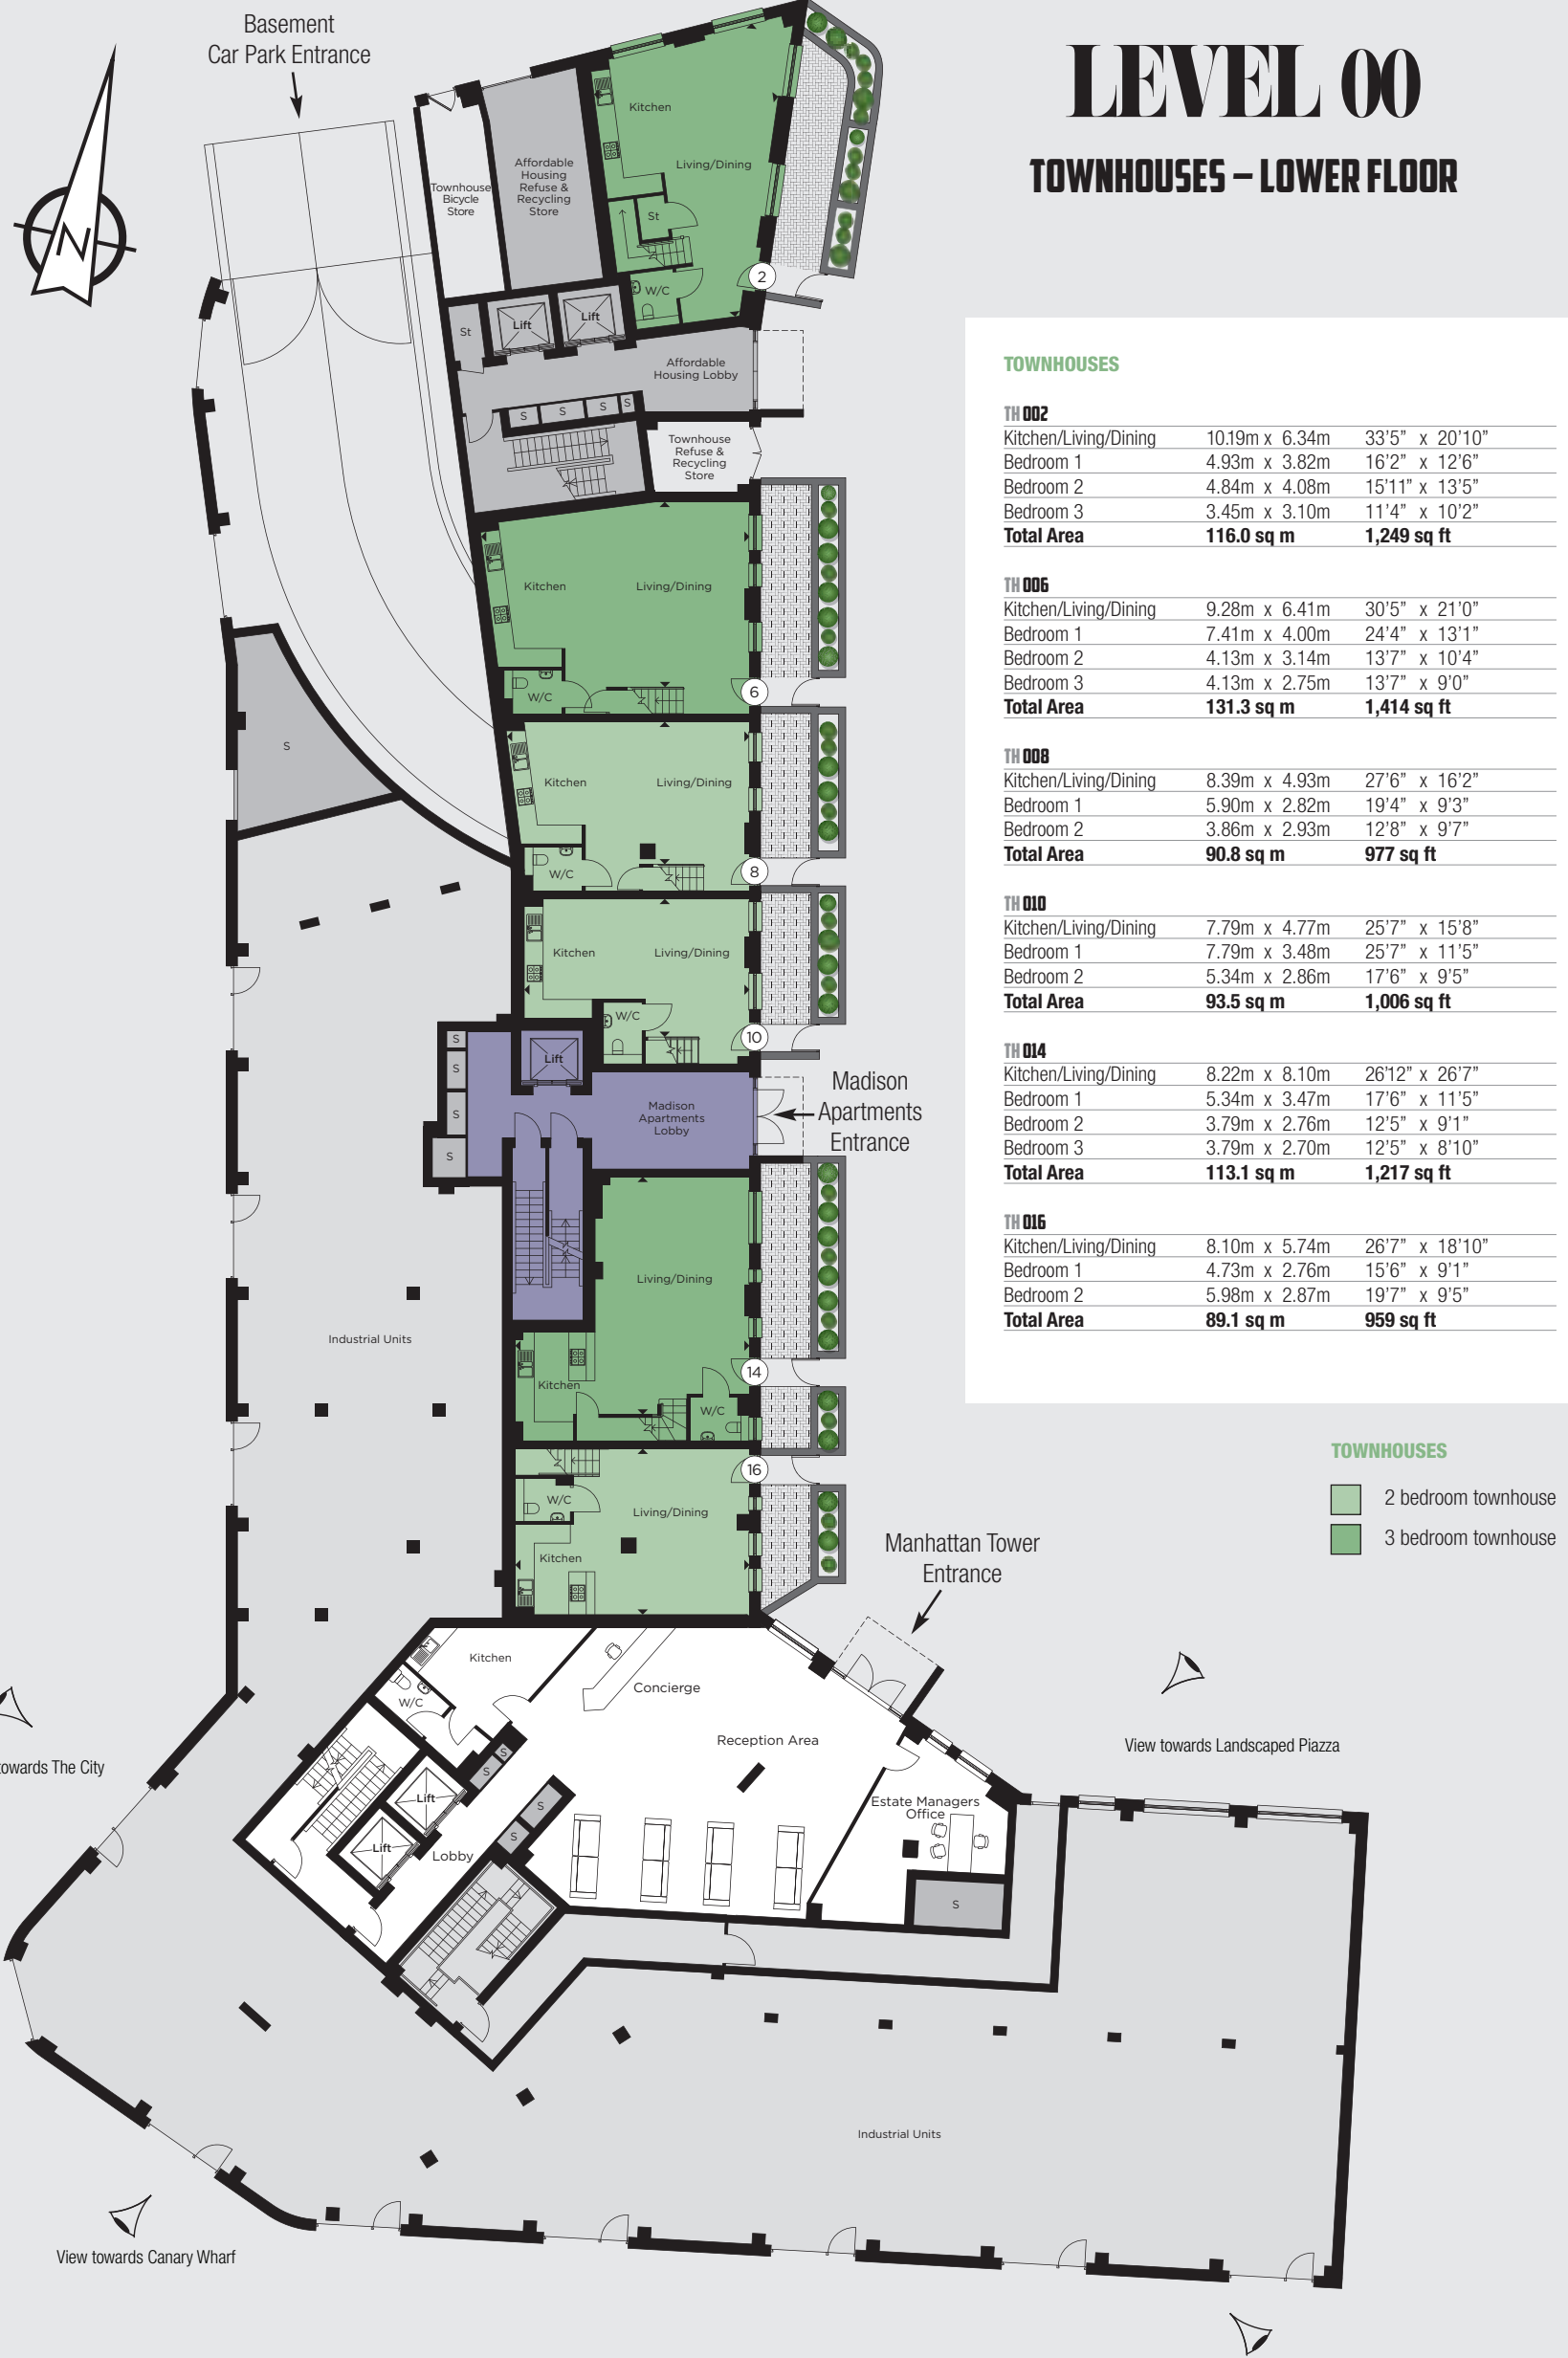 Basement
Car Park Entrance
LEVEL 00
TOWNHOUSES – LOWER FLOOR
N
Townhouse
Bicycle
Store
Affordable
Housing
Refuse &
Recycling
Store
Kitchen
Living/Dining
St
W/C
2
St
Lift
Lift
Affordable
Housing Lobby
S
S
S
S
Townhouse
Refuse &
Recycling
Store
Kitchen
Living/Dining
W/C
6
S
Kitchen
Living/Dining
W/C
8
Kitchen
Living/Dining
W/C
10
S
S
S
S
Lift
Madison
Apartments
Lobby
Madison
Apartments
Entrance
Living/Dining
Industrial Units
Kitchen
14
W/C
16
W/C
Living/Dining
Kitchen
TOWNHOUSES
TH 002
Kitchen/Living/Dining 10.19m x 6.34m 33’5” x 20’10”
Bedroom 1 4.93m x 3.82m 16’2” x 12’6”
Bedroom 2 4.84m x 4.08m 15’11” x 13’5”
Bedroom 3 3.45m x 3.10m 11’4” x 10’2”
Total Area 116.0 sq m 1,249 sq ft
TH 006
Kitchen/Living/Dining 9.28m x 6.41m 30’5” x 21’0”
Bedroom 1 7.41m x 4.00m 24’4” x 13’1”
Bedroom 2 4.13m x 3.14m 13’7” x 10’4”
Bedroom 3 4.13m x 2.75m 13’7” x 9’0”
Total Area 131.3 sq m 1,414 sq ft
TH 008
Kitchen/Living/Dining 8.39m x 4.93m 27’6” x 16’2”
Bedroom 1 5.90m x 2.82m 19’4” x 9’3”
Bedroom 2 3.86m x 2.93m 12’8” x 9’7”
Total Area 90.8 sq m 977 sq ft
TH 010
Kitchen/Living/Dining 7.79m x 4.77m 25’7” x 15’8”
Bedroom 1 7.79m x 3.48m 25’7” x 11’5”
Bedroom 2 5.34m x 2.86m 17’6” x 9’5”
Total Area 93.5 sq m 1,006 sq ft
TH 014
Kitchen/Living/Dining 8.22m x 8.10m 26’12” x 26’7”
Bedroom 1 5.34m x 3.47m 17’6” x 11’5”
Bedroom 2 3.79m x 2.76m 12’5” x 9’1”
Bedroom 3 3.79m x 2.70m 12’5” x 8’10”
Total Area 113.1 sq m 1,217 sq ft
TH 016
Kitchen/Living/Dining 8.10m x 5.74m 26’7” x 18’10”
Bedroom 1 4.73m x 2.76m 15’6” x 9’1”
Bedroom 2 5.98m x 2.87m 19’7” x 9’5”
Total Area 89.1 sq m 959 sq ft
TOWNHOUSES
2 bedroom townhouse
3 bedroom townhouse
Manhattan Tower
Entrance
Kitchen
W/C
Concierge
Reception Area
S
S
S
S
Lift
Lift
Lobby
Estate Managers
Office
S
View towards Landscaped Piazza
towards The City
Industrial Units
View towards Canary Wharf